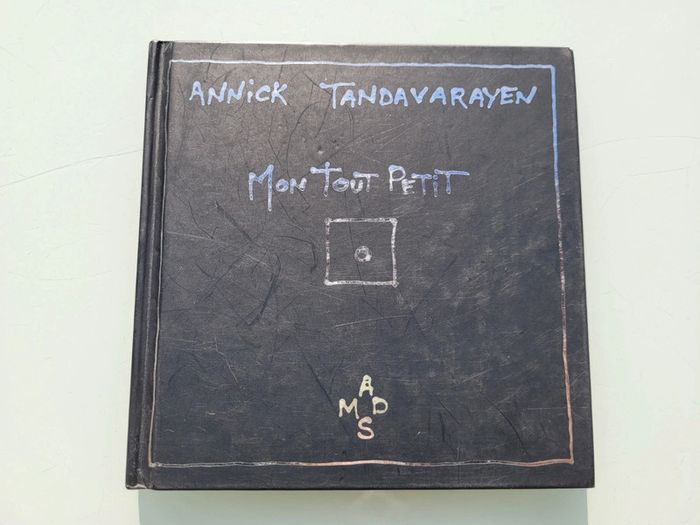 ANNiCK TANDAVARAYEN
MON TOUT PETiT
A
M D
S